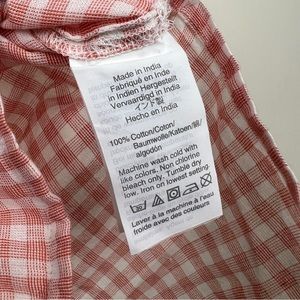 Made in India
Fabriqué en Inde
in Indien Hergestellt
Vervaardigd in India
インド製
Hecho en India
100% Cotton/Coton/
Baumwolle/Katoen/綿/
algodón
Machine wash cold with
like colors. Non chlorine
bleach only. Tumble dry
low. Iron on lowest setting.
Laver à la machine à l'eau
froide avec des couleurs